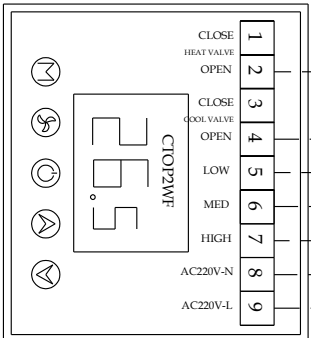 CLOSE 1
HEAT VALVE
OPEN 2
CLOSE 3
COOL VALVE
OPEN 4
LOW 5
MED 6
HIGH 7
AC220V-N 8
AC220V-L 9
M
26.5
CTOP2WF